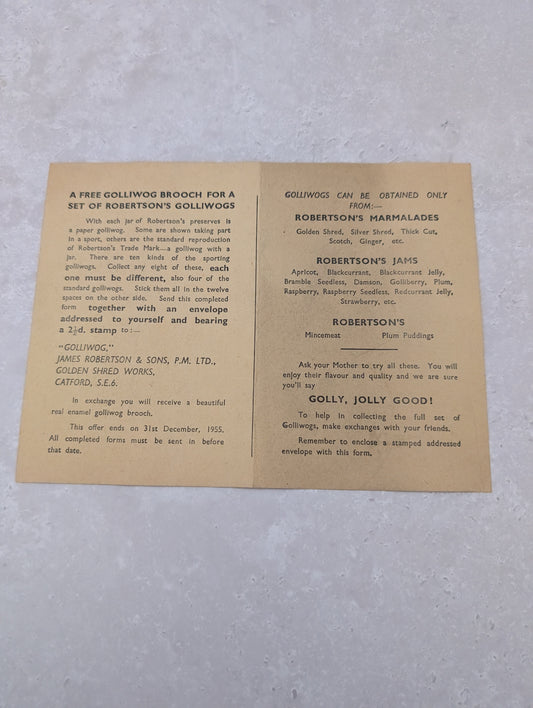 A FREE GOLLIWOG BROOCH FOR A
SET OF ROBERTSON'S GOLLIWOGS
With each jar of Robertson's preserves is
a paper golliwog. Some are shown taking part
in a sport, others are the standard reproduction
of Robertson's Trade Mark—a golliwog with a
jar. There are ten kinds of the sporting
golliwogs. Collect any eight of these, each
one must be different, also four of the
standard golliwogs. Stick them all in the twelve
spaces on the other side. Send this completed
form together with an envelope
addressed to yourself and bearing
a 2½d. stamp to:—
"GOLLIWOG,"
JAMES ROBERTSON & SONS, P.M. LTD.,
GOLDEN SHRED WORKS,
CATFORD, S.E.6.
In exchange you will receive a beautiful
real enamel golliwog brooch.
This offer ends on 31st December, 1955.
All completed forms must be sent in before
that date.
GOLLIWOGS CAN BE OBTAINED ONLY
FROM:—
ROBERTSON'S MARMALADES
Golden Shred, Silver Shred, Thick Cut,
Scotch, Ginger, etc.
ROBERTSON'S JAMS
Apricot, Blackcurrant, Blackcurrant Jelly,
Bramble Seedless, Damson, Golliberry, Plum,
Raspberry, Raspberry Seedless, Redcurrant Jelly,
Strawberry, etc.
ROBERTSON'S
Mincemeat Plum Puddings
Ask your Mother to try all these. You will
enjoy their flavour and quality and we are sure
you'll say
GOLLY, JOLLY GOOD!
To help in collecting the full set of
Golliwogs, make exchanges with your friends.
Remember to enclose a stamped addressed
envelope with this form.